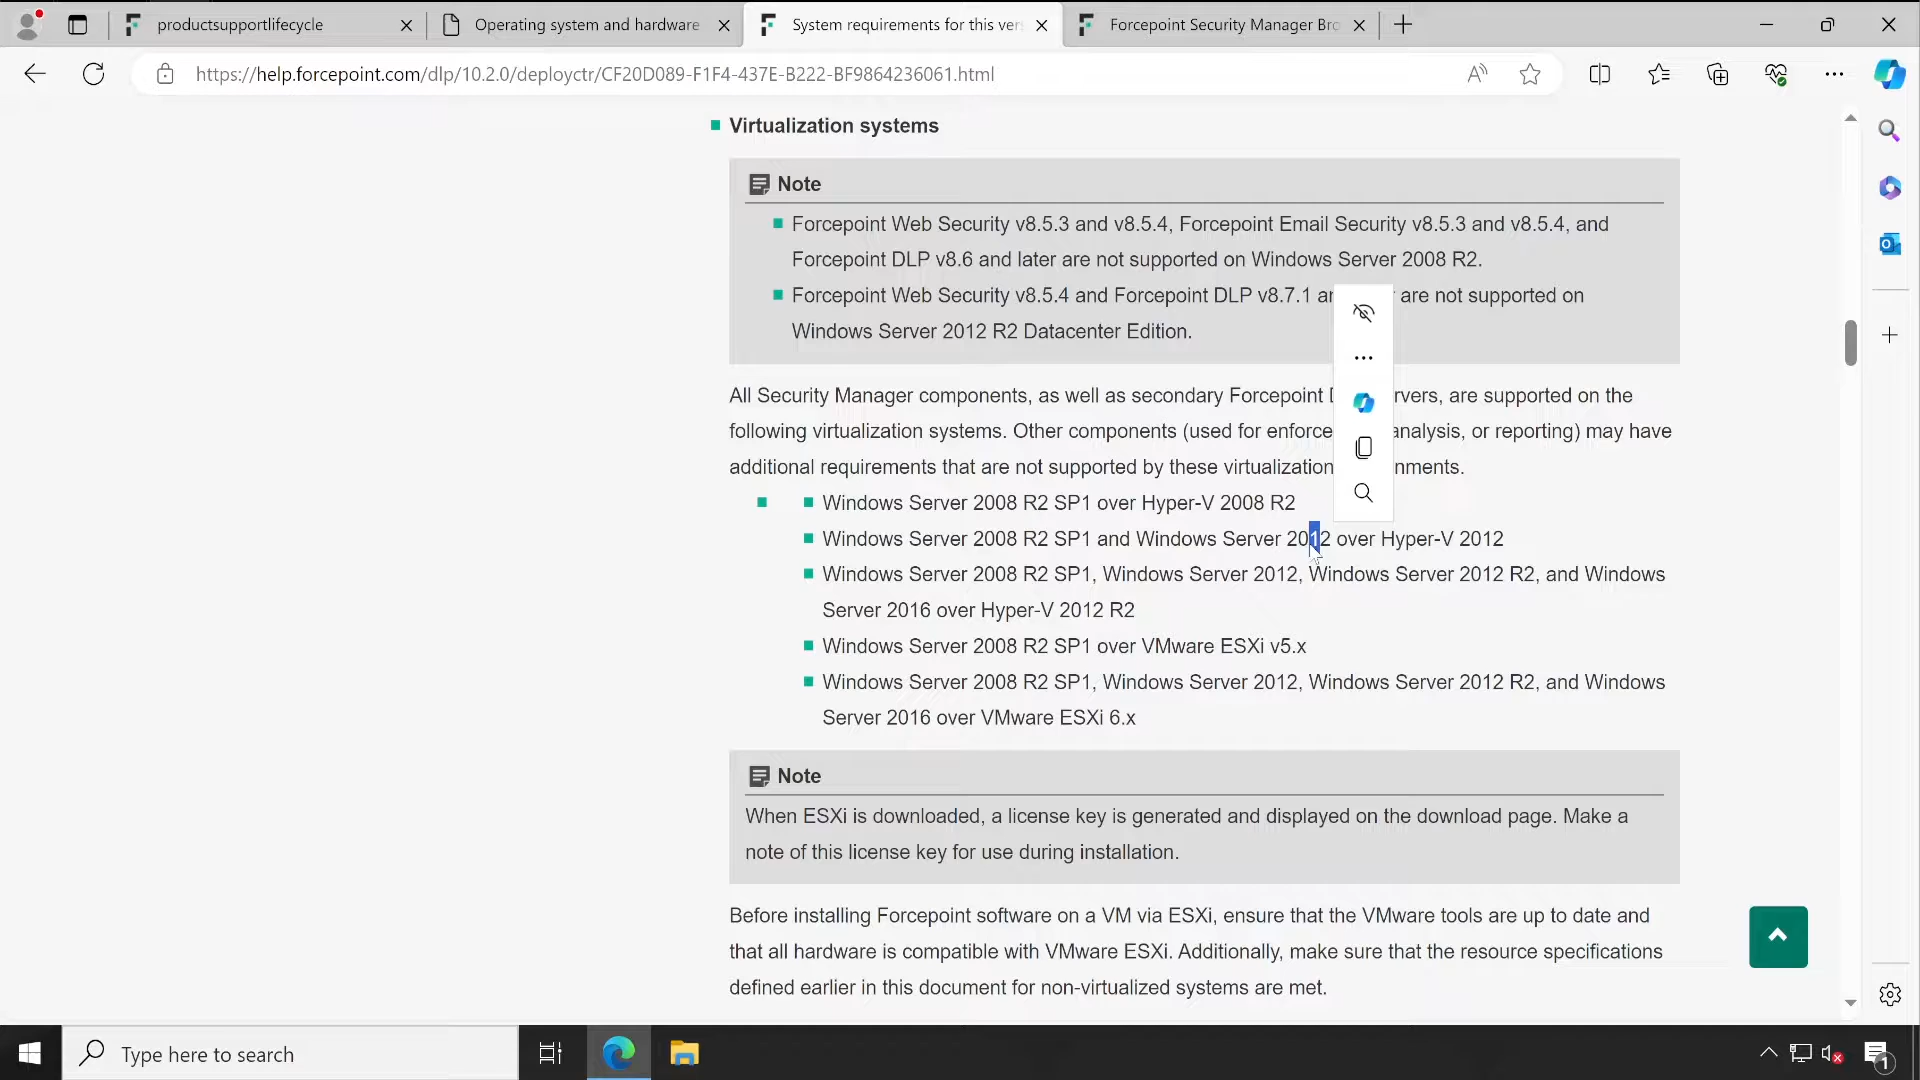 productsupportlifecycle
Operating system and hardware
System requirements for this ver
Forcepoint Security Manager Bro
https://help.forcepoint.com/dlp/10.2.0/deployctr/CF20D089-F1F4-437E-B222-BF9864236061.html
Virtualization systems
Note
Forcepoint Web Security v8.5.3 and v8.5.4, Forcepoint Email Security v8.5.3 and v8.5.4, and
Forcepoint DLP v8.6 and later are not supported on Windows Server 2008 R2.
Forcepoint Web Security v8.5.4 and Forcepoint DLP v8.7.1 are not supported on
Windows Server 2012 R2 Datacenter Edition.
All Security Manager components, as well as secondary Forcepoint rvers, are supported on the
following virtualization systems. Other components (used for enforce nalysis, or reporting) may have
additional requirements that are not supported by these virtualization nments.
Windows Server 2008 R2 SP1 over Hyper-V 2008 R2
Windows Server 2008 R2 SP1 and Windows Server 2012 over Hyper-V 2012
Windows Server 2008 R2 SP1, Windows Server 2012, Windows Server 2012 R2, and Windows
Server 2016 over Hyper-V 2012 R2
Windows Server 2008 R2 SP1 over VMware ESXi v5.x
Windows Server 2008 R2 SP1, Windows Server 2012, Windows Server 2012 R2, and Windows
Server 2016 over VMware ESXi 6.x
Note
When ESXi is downloaded, a license key is generated and displayed on the download page. Make a
note of this license key for use during installation.
Before installing Forcepoint software on a VM via ESXi, ensure that the VMware tools are up to date and
that all hardware is compatible with VMware ESXi. Additionally, make sure that the resource specifications
defined earlier in this document for non-virtualized systems are met.
Type here to search
1